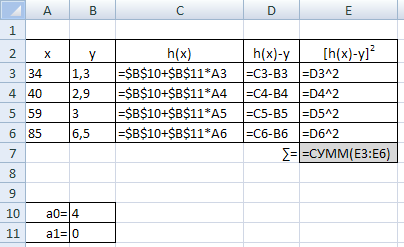 A B C D E
1
2 x y h(x) h(x)-y [h(x)-y]²
3 34 1,3 =$B$10+$B$11*A3 =C3-B3 =D3^2
4 40 2,9 =$B$10+$B$11*A4 =C4-B4 =D4^2
5 59 3 =$B$10+$B$11*A5 =C5-B5 =D5^2
6 85 6,5 =$B$10+$B$11*A6 =C6-B6 =D6^2
7 ∑= =СУММ(E3:E6)
8
9
10 a0= 4
11 a1= 0